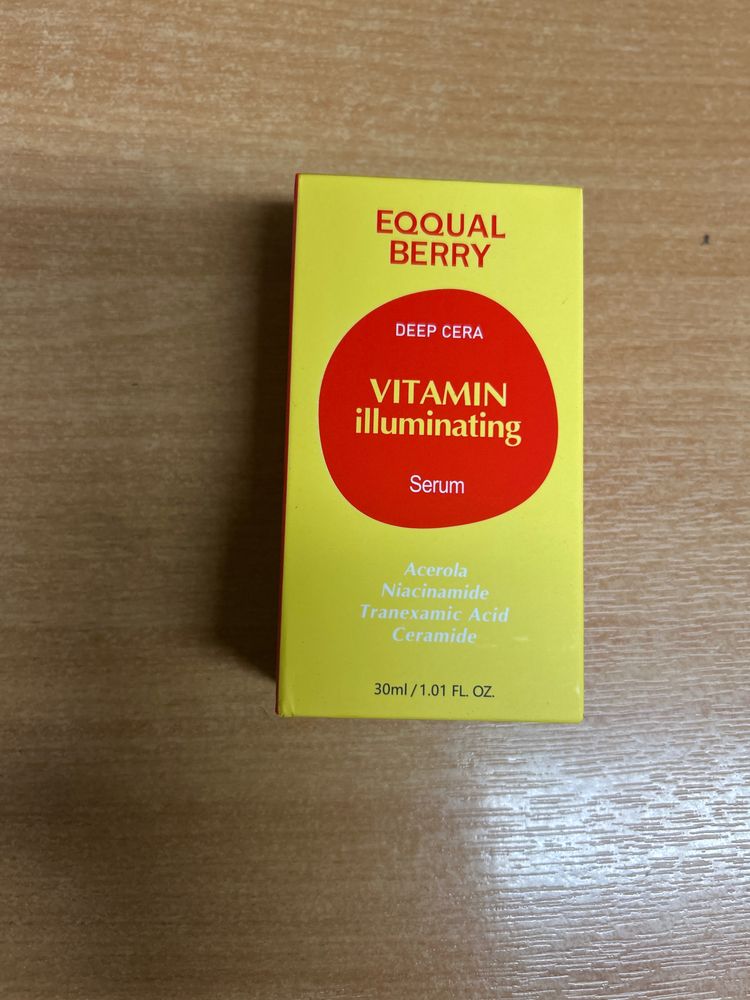 EQQUAL
BERRY
DEEP CERA
VITAMIN
illuminating
Serum
Acerola
Niacinamide
Tranexamic Acid
Ceramide
30ml / 1.01 FL. OZ.